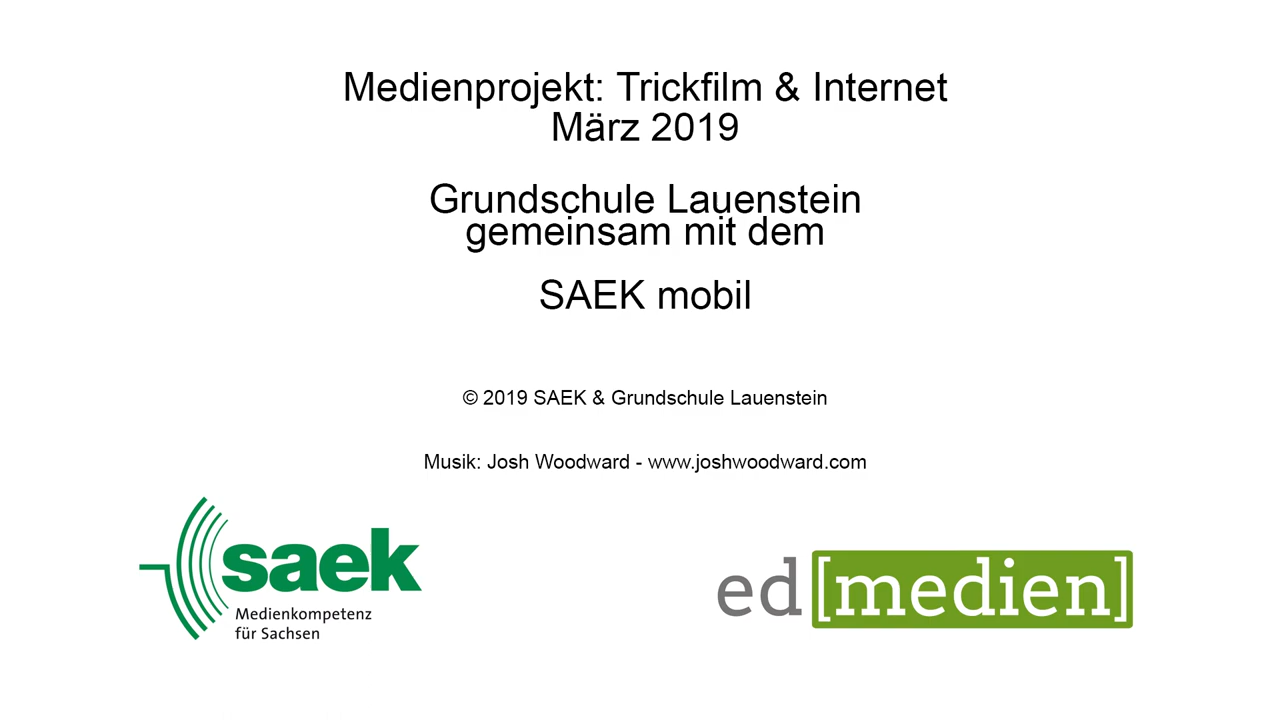 Medienprojekt: Trickfilm & Internet
März 2019
Grundschule Lauenstein
gemeinsam mit dem
SAEK mobil
© 2019 SAEK & Grundschule Lauenstein
Musik: Josh Woodward - www.joshwoodward.com
saek
Medienkompetenz
für Sachsen
ed[medien]